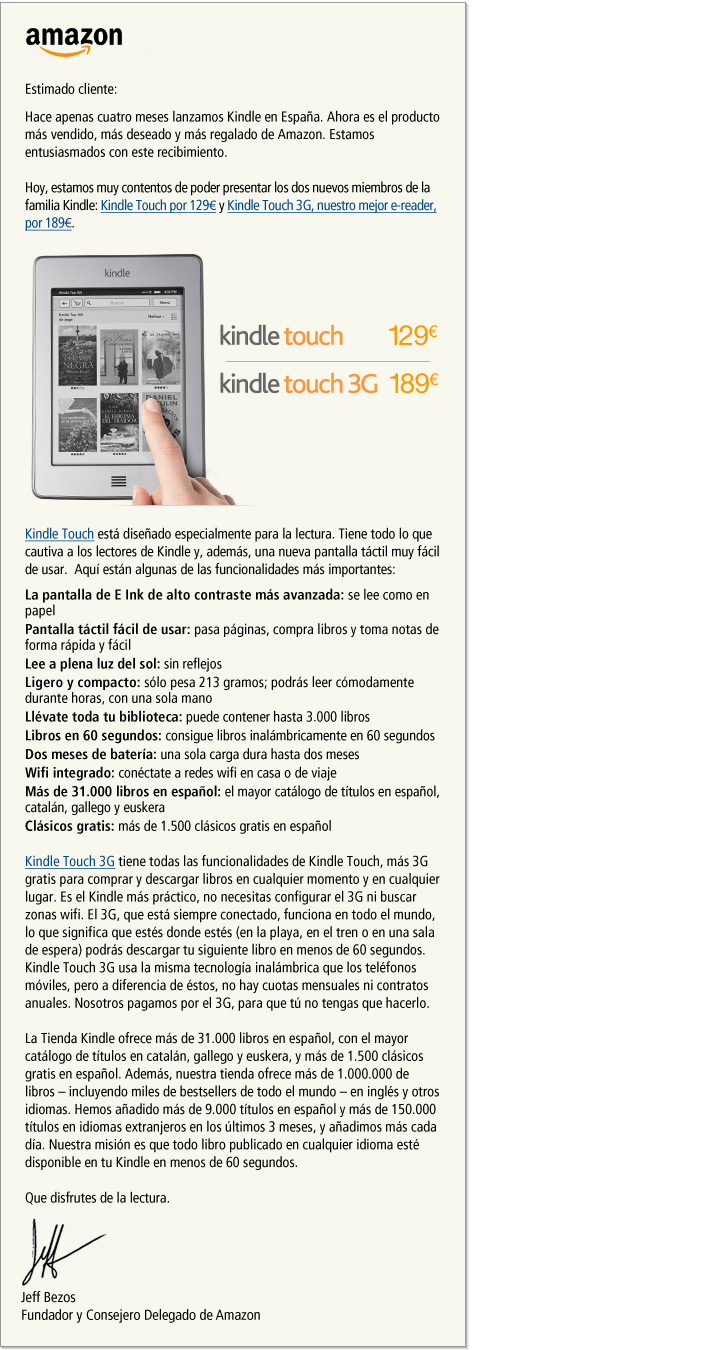 amazon
Estimado cliente:
Hace apenas cuatro meses lanzamos Kindle en España. Ahora es el producto
más vendido, más deseado y más regalado de Amazon. Estamos
entusiasmados con este recibimiento.
Hoy, estamos muy contentos de poder presentar los dos nuevos miembros de la
familia Kindle: Kindle Touch por 129€ y Kindle Touch 3G, nuestro mejor e-reader,
por 189€.
kindle
Kindle Top 100
Buscar
Menú
Kindle Top 100
de pago
Refinar
NEGRA
EL EMBLEMA
DEL TRAIDOR
DANIEL
kindle touch 129€
kindle touch 3G 189€
Kindle Touch está diseñado especialmente para la lectura. Tiene todo lo que
cautiva a los lectores de Kindle y, además, una nueva pantalla táctil muy fácil
de usar.  Aquí están algunas de las funcionalidades más importantes:
La pantalla de E Ink de alto contraste más avanzada: se lee como en
papel
Pantalla táctil fácil de usar: pasa páginas, compra libros y toma notas de
forma rápida y fácil
Lee a plena luz del sol: sin reflejos
Ligero y compacto: sólo pesa 213 gramos; podrás leer cómodamente
durante horas, con una sola mano
Llévate toda tu biblioteca: puede contener hasta 3.000 libros
Libros en 60 segundos: consigue libros inalámbricamente en 60 segundos
Dos meses de batería: una sola carga dura hasta dos meses
Wifi integrado: conéctate a redes wifi en casa o de viaje
Más de 31.000 libros en español: el mayor catálogo de títulos en español,
catalán, gallego y euskera
Clásicos gratis: más de 1.500 clásicos gratis en español
Kindle Touch 3G tiene todas las funcionalidades de Kindle Touch, más 3G
gratis para comprar y descargar libros en cualquier momento y en cualquier
lugar. Es el Kindle más práctico, no necesitas configurar el 3G ni buscar
zonas wifi. El 3G, que está siempre conectado, funciona en todo el mundo,
lo que significa que estés donde estés (en la playa, en el tren o en una sala
de espera) podrás descargar tu siguiente libro en menos de 60 segundos.
Kindle Touch 3G usa la misma tecnología inalámbrica que los teléfonos
móviles, pero a diferencia de éstos, no hay cuotas mensuales ni contratos
anuales. Nosotros pagamos por el 3G, para que tú no tengas que hacerlo.
La Tienda Kindle ofrece más de 31.000 libros en español, con el mayor
catálogo de títulos en catalán, gallego y euskera, y más de 1.500 clásicos
gratis en español. Además, nuestra tienda ofrece más de 1.000.000 de
libros – incluyendo miles de bestsellers de todo el mundo – en inglés y otros
idiomas. Hemos añadido más de 9.000 títulos en español y más de 150.000
títulos en idiomas extranjeros en los últimos 3 meses, y añadimos más cada
día. Nuestra misión es que todo libro publicado en cualquier idioma esté
disponible en tu Kindle en menos de 60 segundos.
Que disfrutes de la lectura.
Jeff
Jeff Bezos
Fundador y Consejero Delegado de Amazon